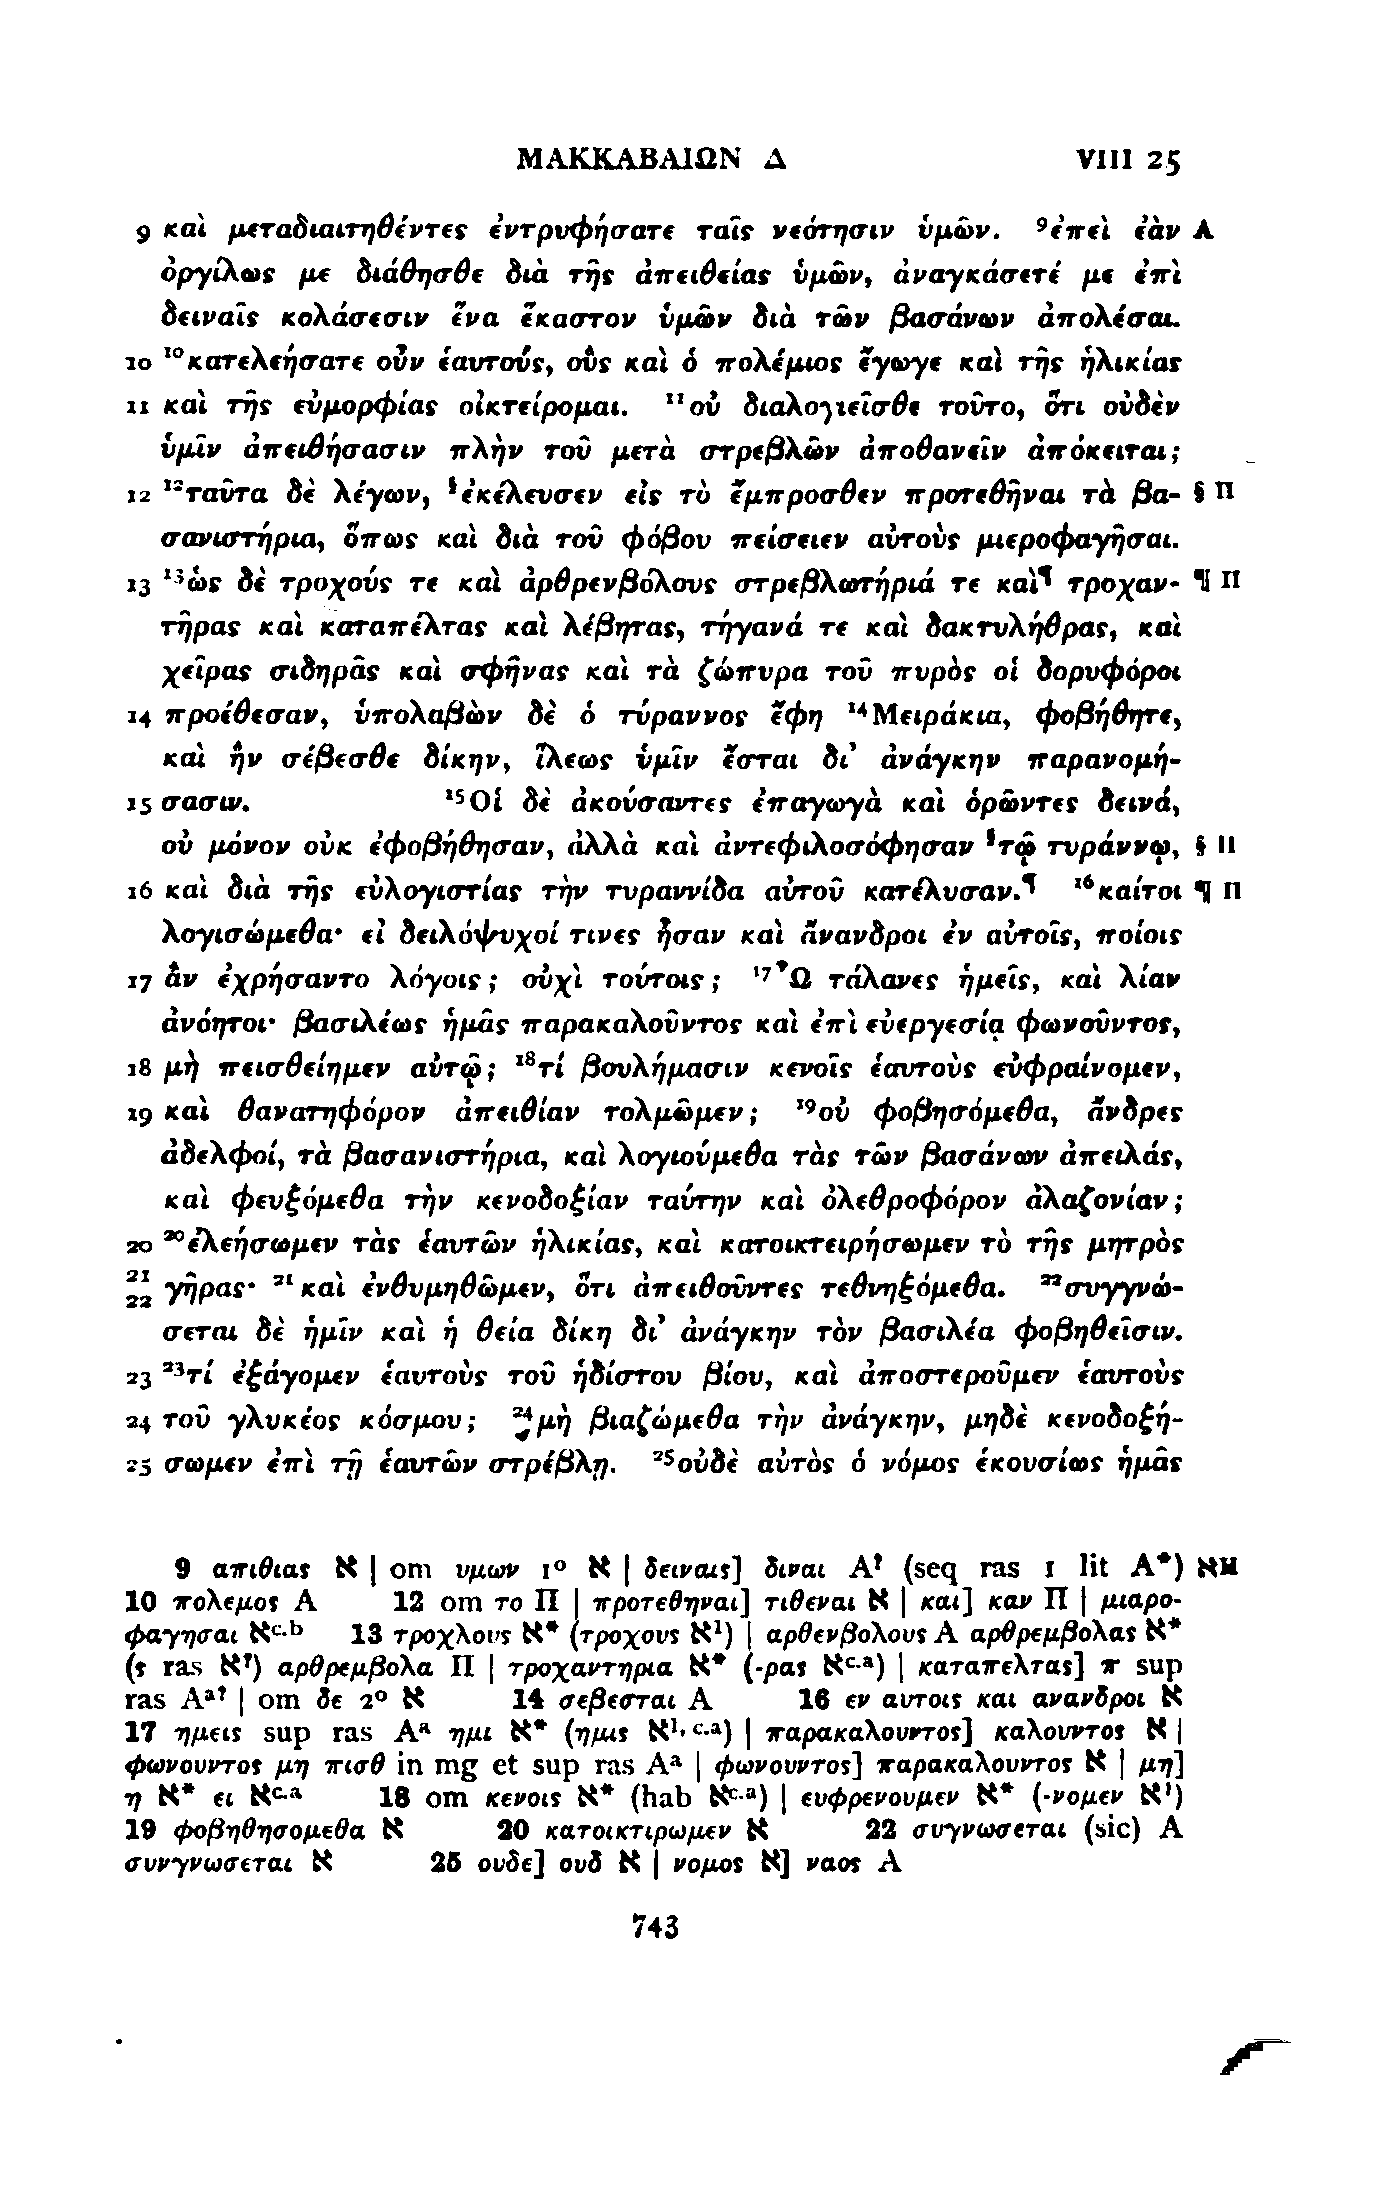 ΜΑΚΚΑΒΑΙΩΝ Δ VIII 25
9 καὶ μεταδιαιτηθέντες ἐντρυφήσατε ταῖς νεότησιν ὑμῶν. ⁹ἐπεὶ ἐὰν A
ὀργίλως με διάθησθε διὰ τῆς ἀπειθείας ὑμῶν, ἀναγκάσετέ με ἐπὶ
δειναῖς κολάσεσιν ἕνα ἕκαστον ὑμῶν διὰ τῶν βασάνων ἀπολέσαι.
10 ¹⁰κατελεήσατε οὖν ἑαυτούς, οὓς καὶ ὁ πολέμιος ἔγωγε καὶ τῆς ἡλικίας
11 καὶ τῆς εὐμορφίας οἰκτείρομαι. ¹¹οὐ διαλογιεῖσθε τοῦτο, ὅτι οὐδὲν
ὑμῖν ἀπειθήσασιν πλὴν τοῦ μετὰ στρεβλῶν ἀποθανεῖν ἀπόκειται;
12 ¹²ταῦτα δὲ λέγων, §ἐκέλευσεν εἰς τὸ ἔμπροσθεν προτεθῆναι τὰ βα- § Π
σανιστήρια, ὅπως καὶ διὰ τοῦ φόβου πείσειεν αὐτοὺς μιεροφαγῆσαι.
13 ¹³ὡς δὲ τροχούς τε καὶ ἀρθρενβόλους στρεβλωτήριά τε καὶ¶ τροχαν- ¶ Π
τῆρας καὶ καταπέλτας καὶ λέβητας, τήγανά τε καὶ δακτυλήθρας, καὶ
χεῖρας σιδηρᾶς καὶ σφῆνας καὶ τὰ ζώπυρα τοῦ πυρὸς οἱ δορυφόροι
14 προέθεσαν, ὑπολαβὼν δὲ ὁ τύραννος ἔφη ¹⁴Μειράκια, φοβήθητε,
καὶ ἣν σέβεσθε δίκην, ἵλεως ὑμῖν ἔσται δι’ ἀνάγκην παρανομή-
15 σασιν. ¹⁵Οἱ δὲ ἀκούσαντες ἐπαγωγὰ καὶ ὁρῶντες δεινά,
οὐ μόνον οὐκ ἐφοβήθησαν, ἀλλὰ καὶ ἀντεφιλοσόφησαν §τῷ τυράννῳ, § Π
16 καὶ διὰ τῆς εὐλογιστίας τὴν τυραννίδα αὐτοῦ κατέλυσαν.¶ ¹⁶καίτοι ¶ Π
λογισώμεθα· εἰ δειλόψυχοί τινες ἦσαν καὶ ἄνανδροι ἐν αὐτοῖς, ποίοις
17 ἂν ἐχρήσαντο λόγοις; οὐχὶ τούτοις; ¹⁷Ὦ τάλανες ἡμεῖς, καὶ λίαν
ἀνόητοι· βασιλέως ἡμᾶς παρακαλοῦντος καὶ ἐπὶ εὐεργεσίᾳ φωνοῦντος,
18 μὴ πεισθείημεν αὐτῷ; ¹⁸τί βουλήμασιν κενοῖς ἑαυτοὺς εὐφραίνομεν,
19 καὶ θανατηφόρον ἀπειθίαν τολμῶμεν; ¹⁹οὐ φοβησόμεθα, ἄνδρες
ἀδελφοί, τὰ βασανιστήρια, καὶ λογιούμεθα τὰς τῶν βασάνων ἀπειλάς,
καὶ φευξόμεθα τὴν κενοδοξίαν ταύτην καὶ ὀλεθροφόρον ἀλαζονίαν;
20 ²⁰ἐλεήσωμεν τὰς ἑαυτῶν ἡλικίας, καὶ κατοικτειρήσωμεν τὸ τῆς μητρὸς
21 22 γῆρας· ²¹καὶ ἐνθυμηθῶμεν, ὅτι ἀπειθοῦντες τεθνηξόμεθα. ²²συγγνώ-
σεται δὲ ἡμῖν καὶ ἡ θεία δίκη δι’ ἀνάγκην τὸν βασιλέα φοβηθεῖσιν.
23 ²³τί ἐξάγομεν ἑαυτοὺς τοῦ ἡδίστου βίου, καὶ ἀποστεροῦμεν ἑαυτοὺς
24 τοῦ γλυκέος κόσμου; ²⁴μὴ βιαζώμεθα τὴν ἀνάγκην, μηδὲ κενοδοξή-
25 σωμεν ἐπὶ τῇ ἑαυτῶν στρέβλῃ. ²⁵οὐδὲ αὐτὸς ὁ νόμος ἑκουσίως ἡμᾶς
9 απιθιας א | om υμων 1º א | δειναις] διναι A? (seq ras 1 lit A*) אΠ
10 πολεμος A 12 om το Π | προτεθηναι] τιθεναι א | και] καν Π | μιαρο-
φαγησαι אc.b 13 τροχλους א* (τροχους א1) | αρθενβολους A αρθρεμβολας א*
(ς ras א?) αρθρεμβολα Π | τροχαντηρια א* (-ρας אc.a) | καταπελτας] π sup
ras Aa? | om δε 2º א 14 σεβεσται A 16 εν αυτοις και ανανδροι א
17 ημεις sup ras Aa ημι א* (ημις א1, c.a) | παρακαλουντος] καλουντος א |
φωνουντος μη πισθ in mg et sup ras Aa | φωνουντος] παρακαλουντος א | μη]
η א* ει אc.a 18 om κενοις א* (hab אc.a) | ευφρενουμεν א* (-νομεν א1)
19 φοβηθησομεθα א 20 κατοικτιρωμεν א 22 συγνωσεται (sic) A
συνγνωσεται א 25 ουδε] ουδ א | νομος א] ναος A
743